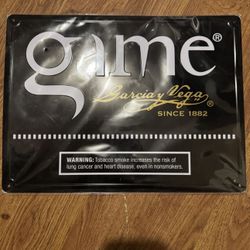 game®
Garcia y Vega®
SINCE 1882
WARNING: Tobacco smoke increases the risk of
lung cancer and heart disease, even in nonsmokers.